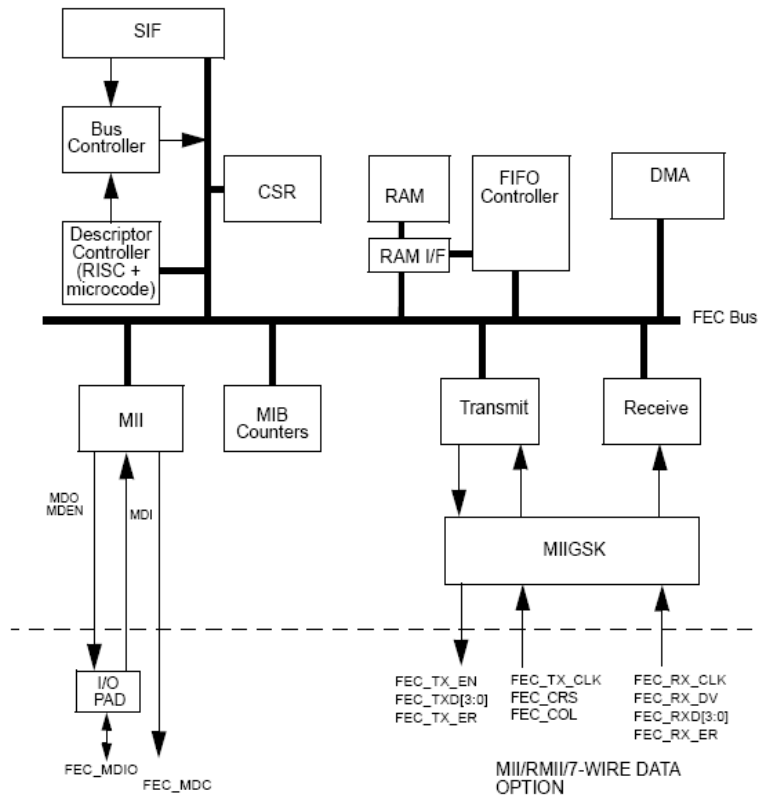 SIF
Bus
Controller
CSR
RAM
FIFO
Controller
DMA
Descriptor
Controller
(RISC +
microcode)
RAM I/F
FEC Bus
MII
MIB
Counters
Transmit
Receive
MDO
MDEN
MDI
MIIGSK
I/O
PAD
FEC_TX_EN
FEC_TXD[3:0]
FEC_TX_ER
FEC_TX_CLK
FEC_CRS
FEC_COL
FEC_RX_CLK
FEC_RX_DV
FEC_RXD[3:0]
FEC_RX_ER
FEC_MDIO
FEC_MDC
MII/RMII/7-WIRE DATA
OPTION